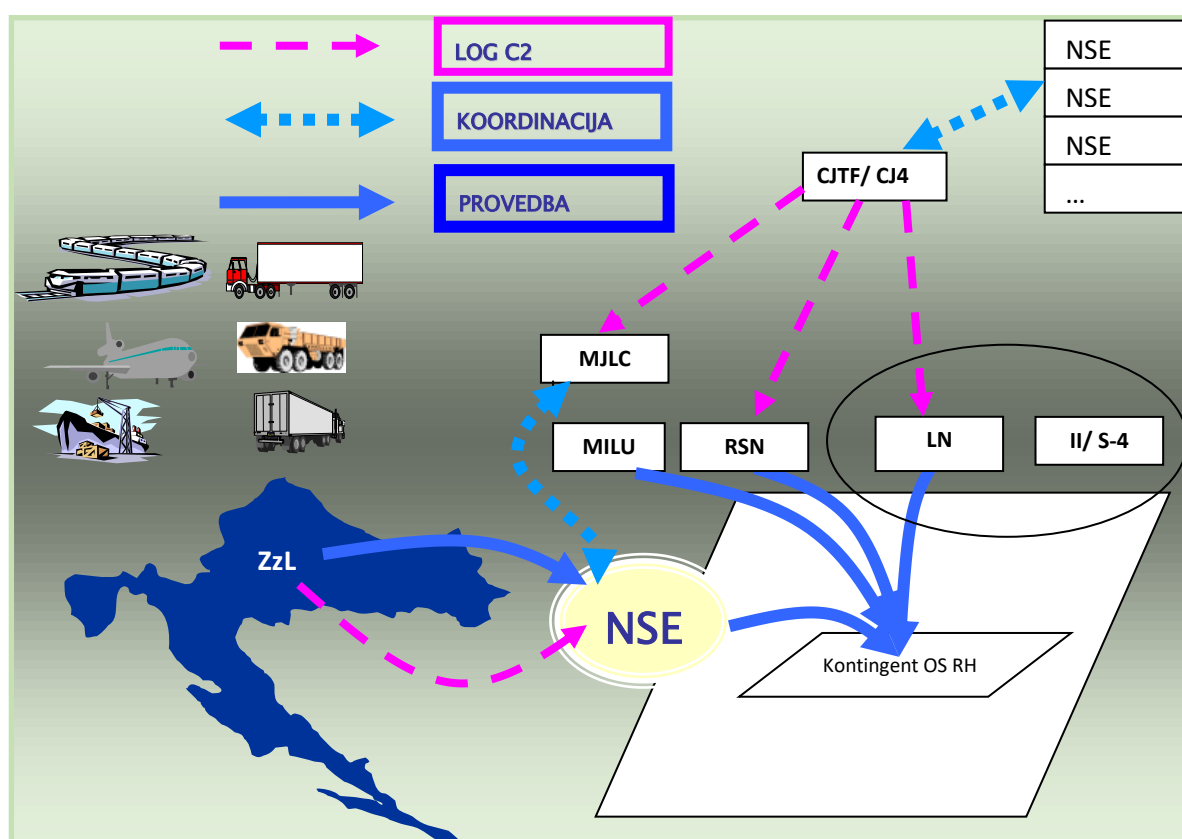 LOG C2
KOORDINACIJA
PROVEDBA
NSE
NSE
NSE
...
CJTF/ CJ4
MJLC
MILU
RSN
LN
II/ S-4
ZzL
NSE
Kontingent OS RH